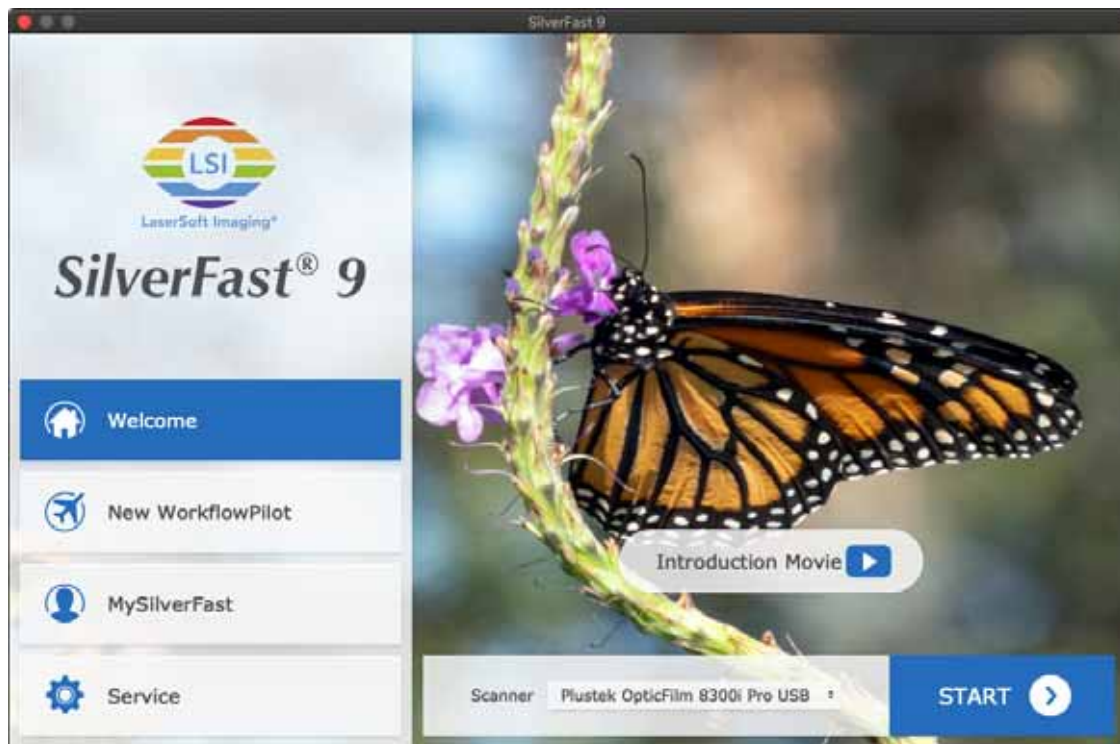 SilverFast 9
LSI
LaserSoft Imaging®
SilverFast® 9
Welcome
New WorkflowPilot
MySilverFast
Service
Introduction Movie
Scanner Plustek OpticFilm 8300i Pro USB
START